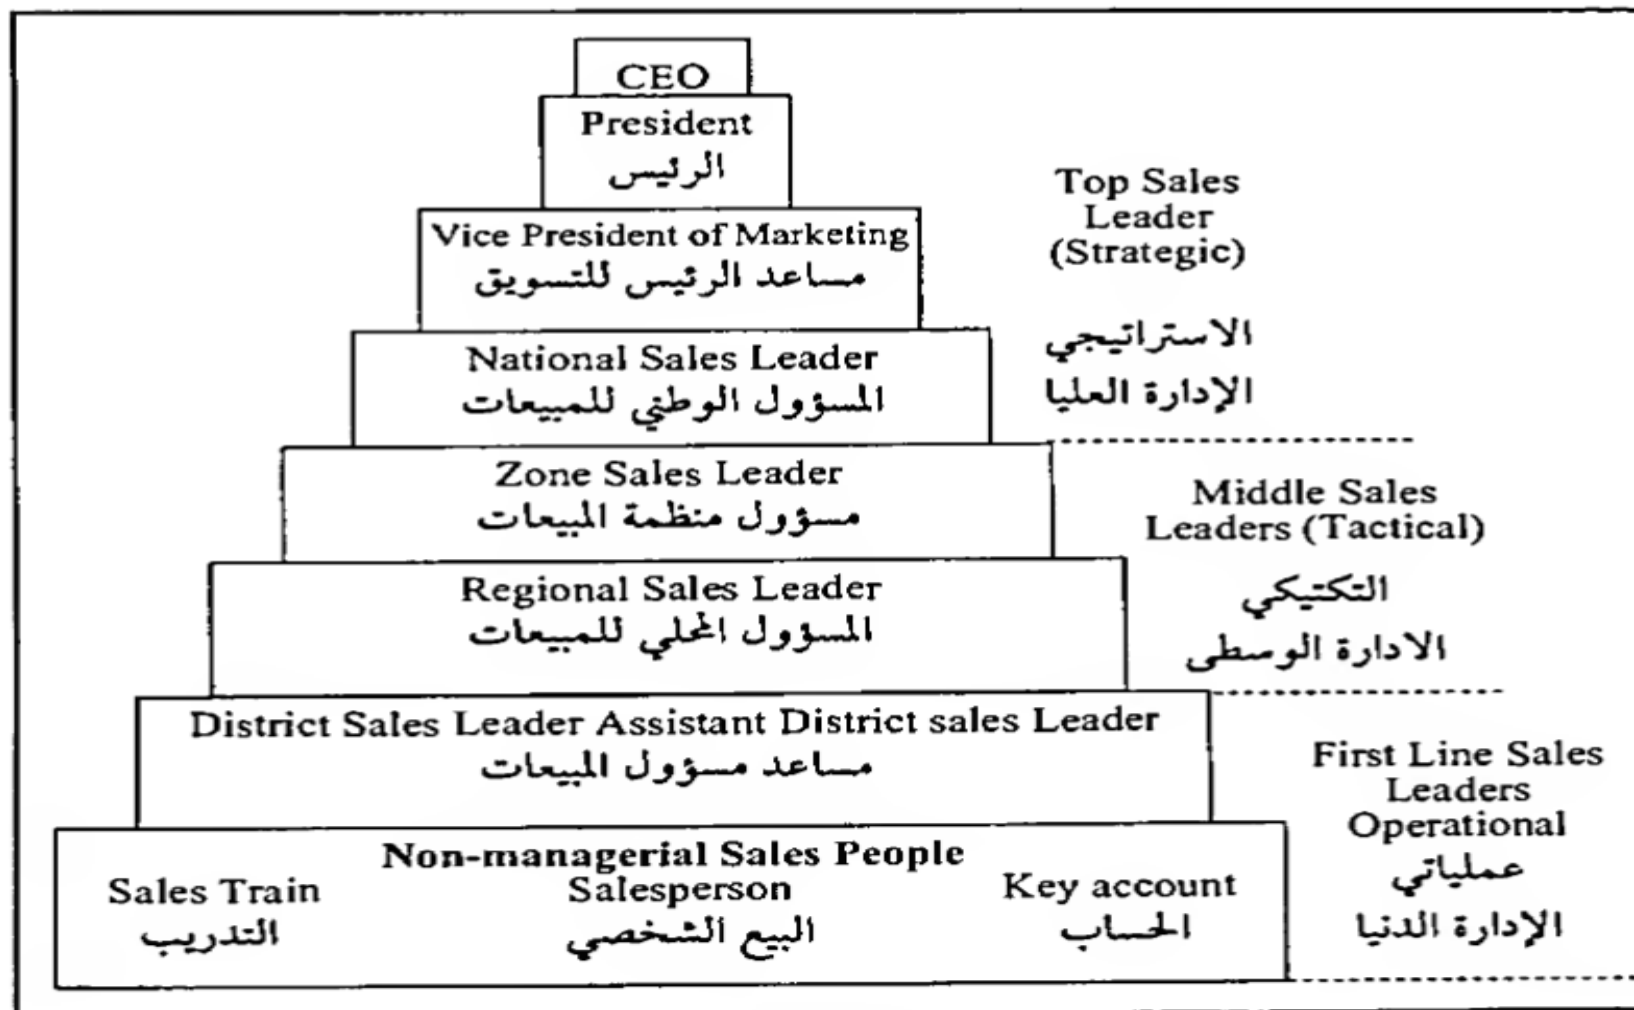 CEO
President
الرئيس
Vice President of Marketing
مساعد الرئيس للتسويق
National Sales Leader
المسؤول الوطني للمبيعات
Zone Sales Leader
مسؤول منظمة المبيعات
Regional Sales Leader
المسؤول المحلي للمبيعات
District Sales Leader Assistant District sales Leader
مساعد مسؤول المبيعات
Non-managerial Sales People
Sales Train
التدريب
Salesperson
البيع الشخصي
Key account
الحساب
Top Sales
Leader
(Strategic)
الاستراتيجي
الإدارة العليا
Middle Sales
Leaders (Tactical)
التكتيكي
الادارة الوسطى
First Line Sales
Leaders
Operational
عملياتي
الإدارة الدنيا